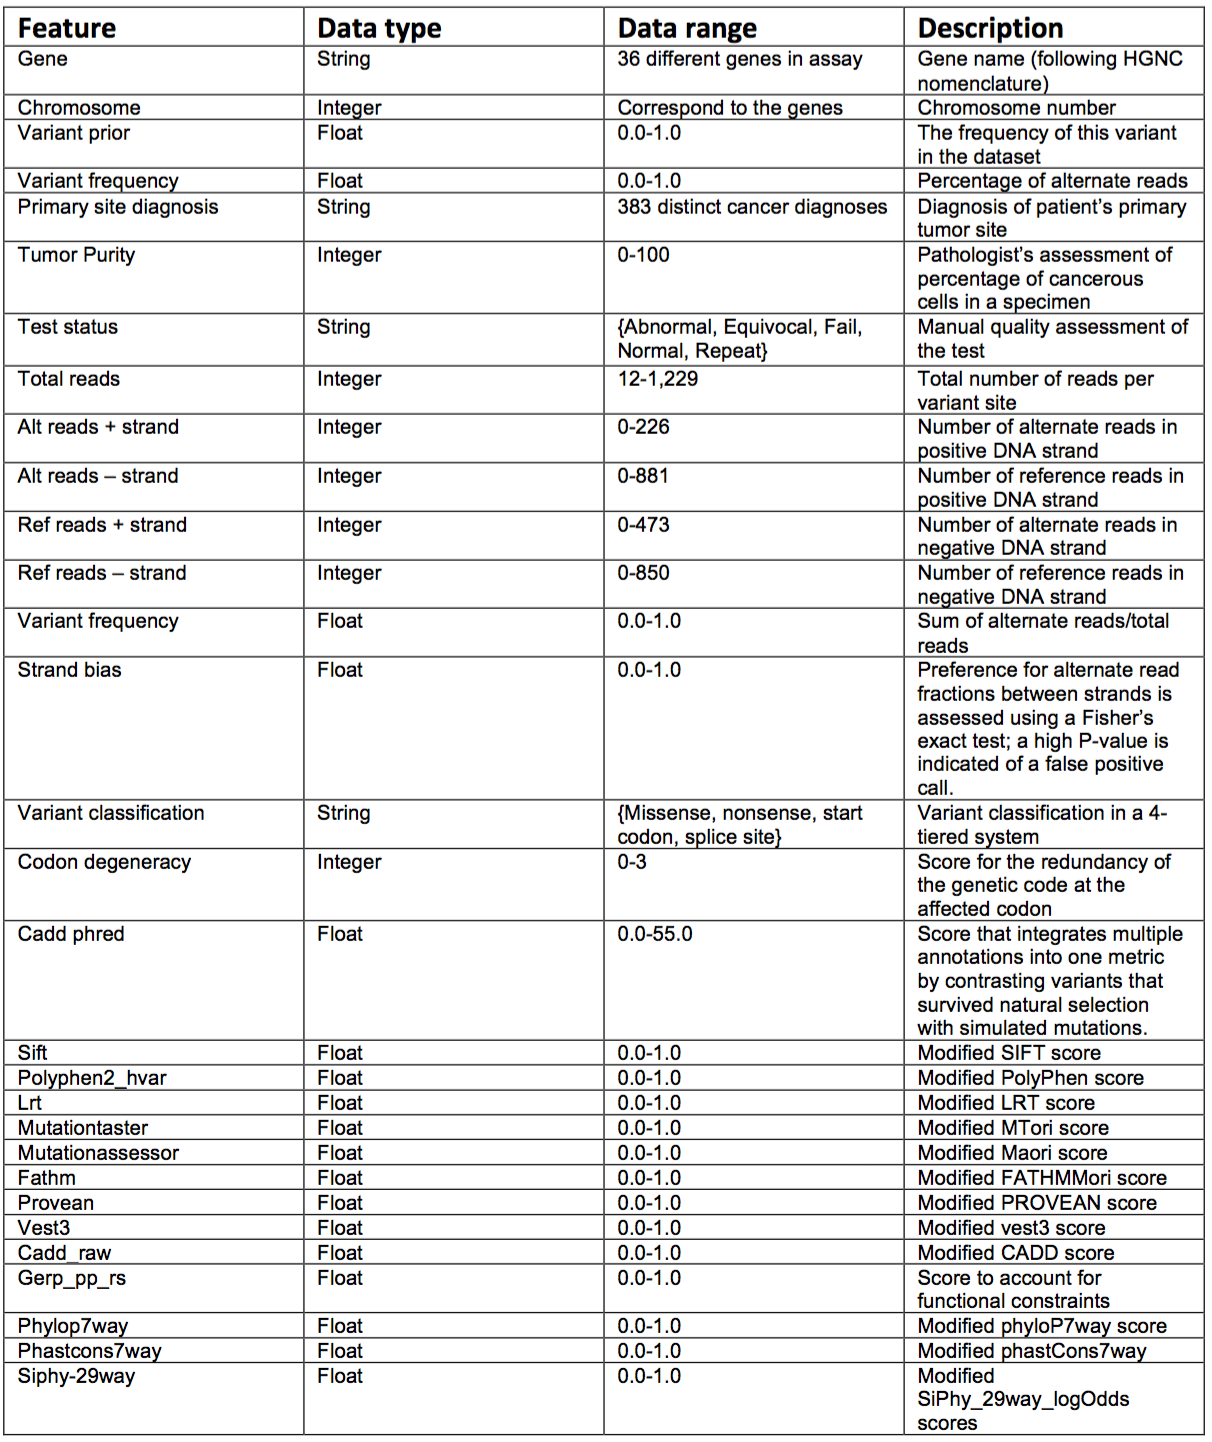 Feature Data type Data range Description
Gene String 36 different genes in assay Gene name (following HGNC
nomenclature)
Chromosome Integer Correspond to the genes Chromosome number
Variant prior Float 0.0-1.0 The frequency of this variant
in the dataset
Variant frequency Float 0.0-1.0 Percentage of alternate reads
Primary site diagnosis String 383 distinct cancer diagnoses Diagnosis of patient’s primary
tumor site
Tumor Purity Integer 0-100 Pathologist’s assessment of
percentage of cancerous
cells in a specimen
Test status String {Abnormal, Equivocal, Fail, Manual quality assessment of
Normal, Repeat} the test
Total reads Integer 12-1,229 Total number of reads per
variant site
Alt reads + strand Integer 0-226 Number of alternate reads in
positive DNA strand
Alt reads – strand Integer 0-881 Number of reference reads in
positive DNA strand
Ref reads + strand Integer 0-473 Number of alternate reads in
negative DNA strand
Ref reads – strand Integer 0-850 Number of reference reads in
negative DNA strand
Variant frequency Float 0.0-1.0 Sum of alternate reads/total
reads
Strand bias Float 0.0-1.0 Preference for alternate read
fractions between strands is
assessed using a Fisher’s
exact test; a high P-value is
indicated of a false positive
call.
Variant classification String {Missense, nonsense, start Variant classification in a 4-
codon, splice site} tiered system
Codon degeneracy Integer 0-3 Score for the redundancy of
the genetic code at the
affected codon
Cadd phred Float 0.0-55.0 Score that integrates multiple
annotations into one metric
by contrasting variants that
survived natural selection
with simulated mutations.
Sift Float 0.0-1.0 Modified SIFT score
Polyphen2_hvar Float 0.0-1.0 Modified PolyPhen score
Lrt Float 0.0-1.0 Modified LRT score
Mutationtaster Float 0.0-1.0 Modified MTori score
Mutationassessor Float 0.0-1.0 Modified Maori score
Fathm Float 0.0-1.0 Modified FATHMMori score
Provean Float 0.0-1.0 Modified PROVEAN score
Vest3 Float 0.0-1.0 Modified vest3 score
Cadd_raw Float 0.0-1.0 Modified CADD score
Gerp_pp_rs Float 0.0-1.0 Score to account for
functional constraints
Phylop7way Float 0.0-1.0 Modified phyloP7way score
Phastcons7way Float 0.0-1.0 Modified phastCons7way
Siphy-29way Float 0.0-1.0 Modified
SiPhy_29way_logOdds
scores